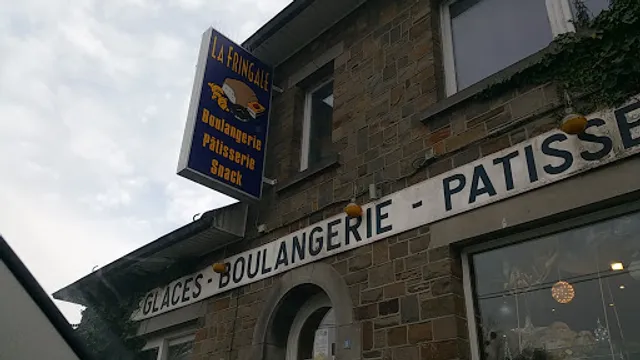 LA FRINGALE
Boulangerie
Pâtisserie
Snack
GLACES - BOULANGERIE - PATISSE